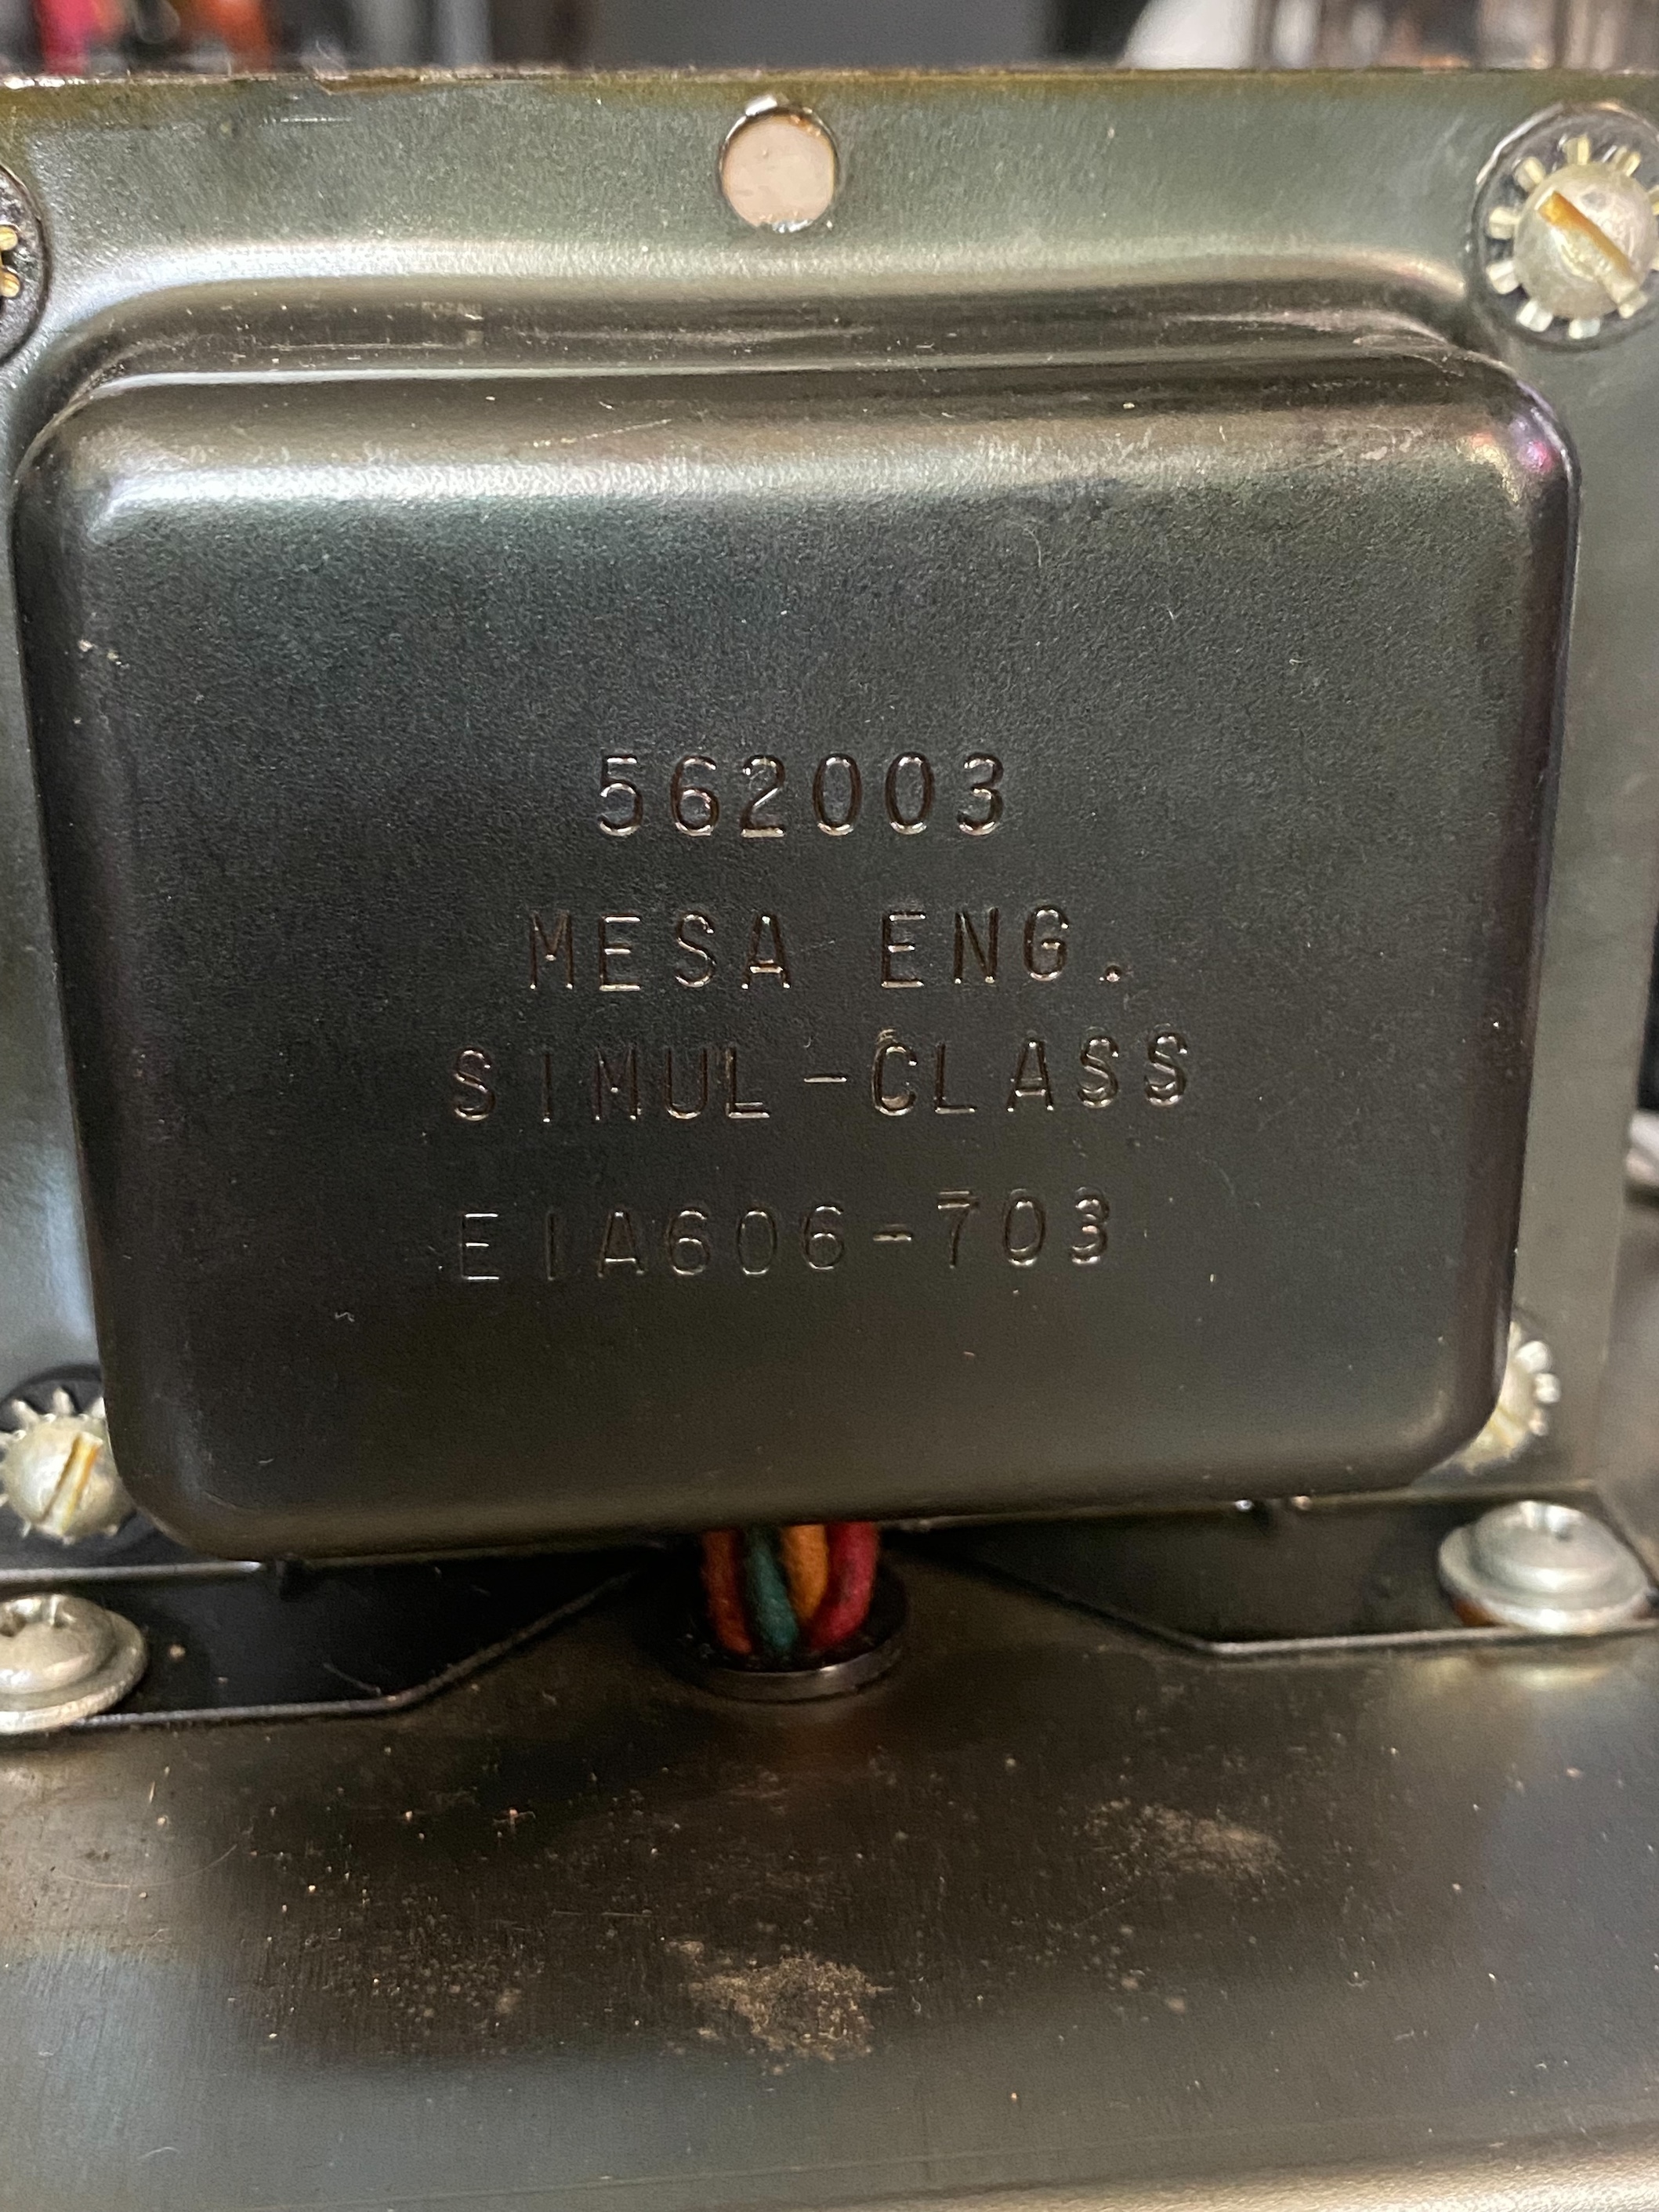 562003
MESA ENG.
SIMUL-CLASS
EIA606-703